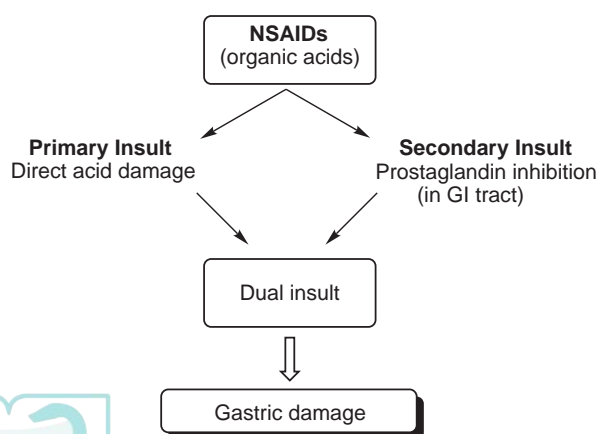 NSAIDs
(organic acids)
Primary Insult
Direct acid damage
Secondary Insult
Prostaglandin inhibition
(in GI tract)
Dual insult
Gastric damage